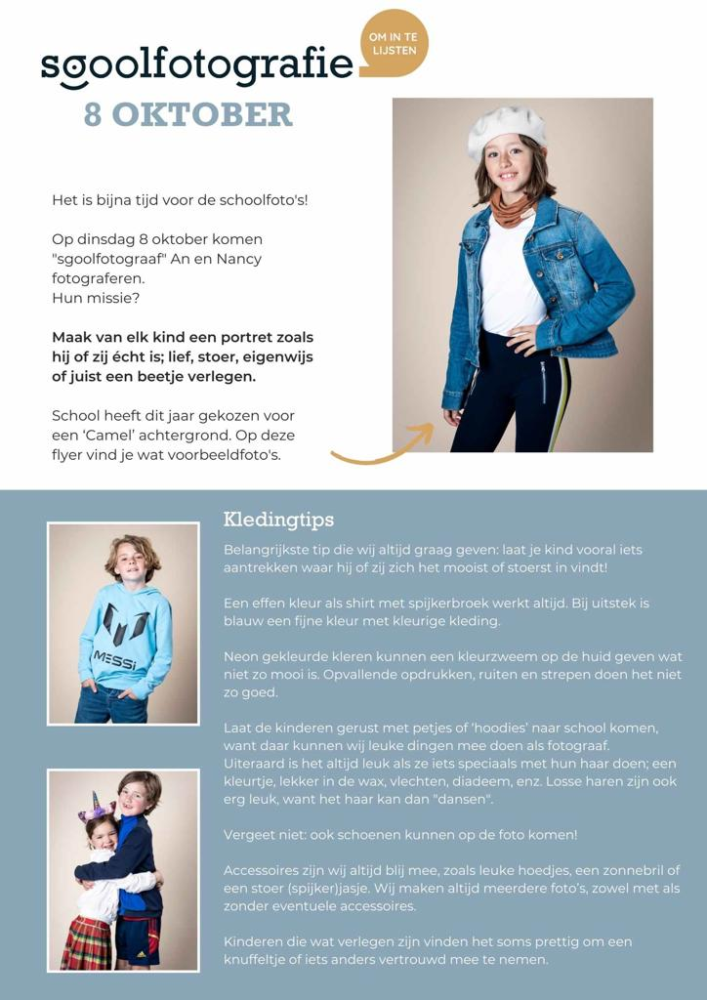 sgoolfotografie
OM IN TE
LIJSTEN
8 OKTOBER
Het is bijna tijd voor de schoolfoto's!
Op dinsdag 8 oktober komen
"sgoolfotograaf" An en Nancy
fotograferen.
Hun missie?
Maak van elk kind een portret zoals
hij of zij écht is; lief, stoer, eigenwijs
of juist een beetje verlegen.
School heeft dit jaar gekozen voor
een ‘Camel’ achtergrond. Op deze
flyer vind je wat voorbeeldfoto's.
Kledingtips
Belangrijkste tip die wij altijd graag geven: laat je kind vooral iets
aantrekken waar hij of zij zich het mooist of stoerst in vindt!
Een effen kleur als shirt met spijkerbroek werkt altijd. Bij uitstek is
blauw een fijne kleur met kleurige kleding.
Neon gekleurde kleren kunnen een kleurzweem op de huid geven wat
niet zo mooi is. Opvallende opdrukken, ruiten en strepen doen het niet
zo goed.
Laat de kinderen gerust met petjes of ‘hoodies’ naar school komen,
want daar kunnen wij leuke dingen mee doen als fotograaf.
Uiteraard is het altijd leuk als ze iets speciaals met hun haar doen; een
kleurtje, lekker in de wax, vlechten, diadeem, enz. Losse haren zijn ook
erg leuk, want het haar kan dan "dansen".
Vergeet niet: ook schoenen kunnen op de foto komen!
Accessoires zijn wij altijd blij mee, zoals leuke hoedjes, een zonnebril of
een stoer (spijker)jasje. Wij maken altijd meerdere foto’s, zowel met als
zonder eventuele accessoires.
Kinderen die wat verlegen zijn vinden het soms prettig om een
knuffeltje of iets anders vertrouwd mee te nemen.
MESSI